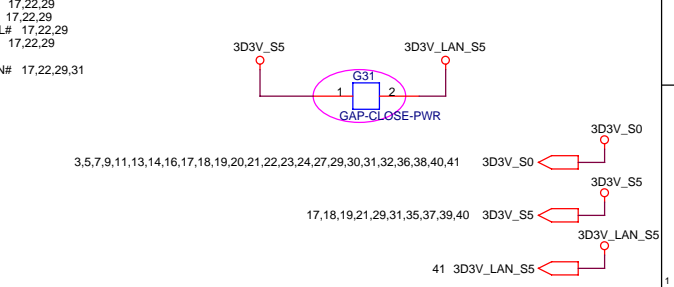 17,22,29
17,22,29
L# 17,22,29
17,22,29
N# 17,22,29,31
3D3V_S5
3D3V_LAN_S5
G31
1
2
GAP-CLOSE-PWR
3D3V_S0
3,5,7,9,11,13,14,16,17,18,19,20,21,22,23,24,27,29,30,31,32,36,38,40,41 3D3V_S0
3D3V_S5
17,18,19,21,29,31,35,37,39,40 3D3V_S5
3D3V_LAN_S5
41 3D3V_LAN_S5
1